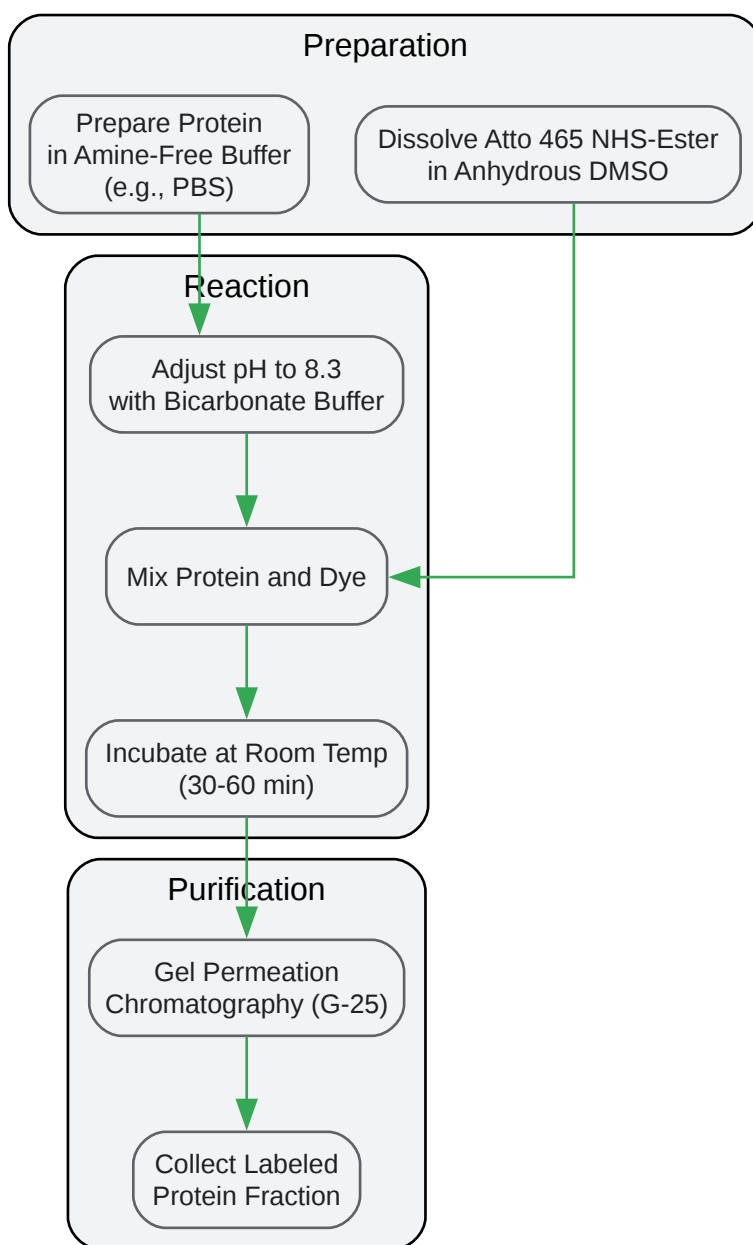 Preparation
Prepare Protein
in Amine-Free Buffer
(e.g., PBS)
Dissolve Atto 465 NHS-Ester
in Anhydrous DMSO
Reaction
Adjust pH to 8.3
with Bicarbonate Buffer
Mix Protein and Dye
Incubate at Room Temp
(30-60 min)
Purification
Gel Permeation
Chromatography (G-25)
Collect Labeled
Protein Fraction